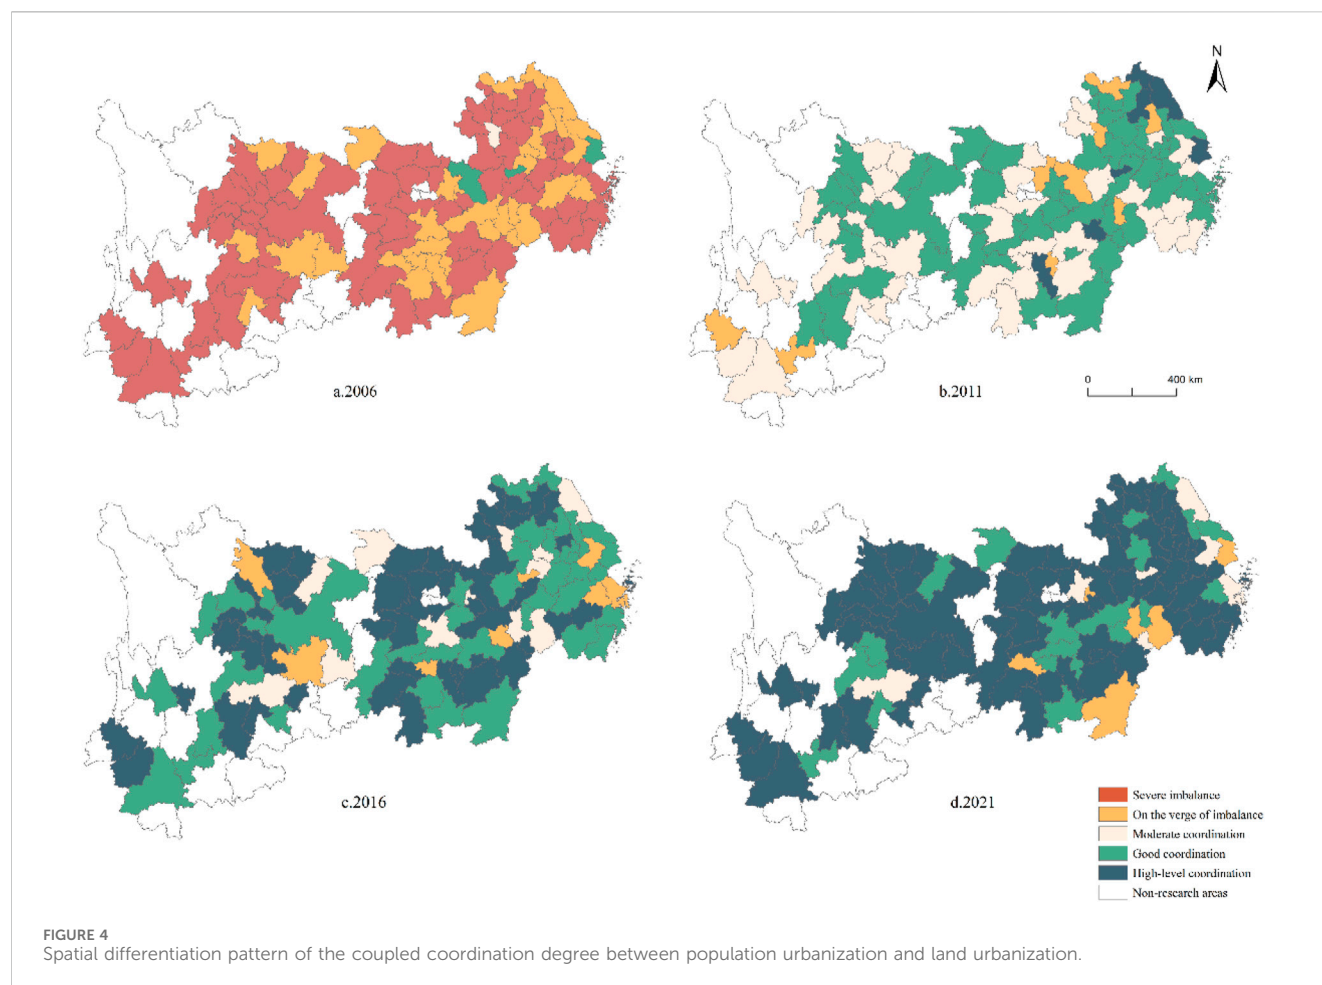 N
a.2006
b.2011
0 400 km
c.2016
d.2021
Severe imbalance
On the verge of imbalance
Moderate coordination
Good coordination
High-level coordination
Non-research areas
FIGURE 4
Spatial differentiation pattern of the coupled coordination degree between population urbanization and land urbanization.